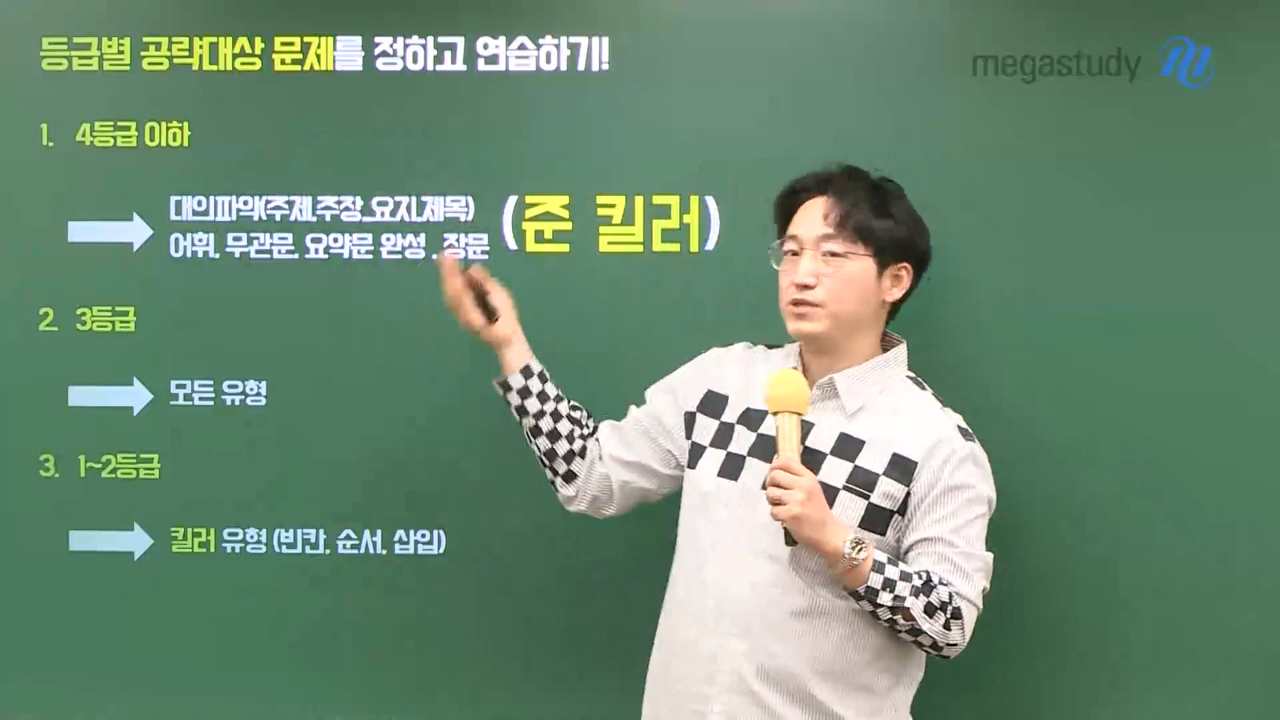 등급별 공략대상 문제를 정하고 연습하기!
megastudy
1. 4등급 이하
대의파악(주제,주장,요지,제목)
어휘, 무관문, 요약문 완성 , 장문
(준 킬러)
2. 3등급
모든 유형
3. 1~2등급
킬러 유형 (빈칸, 순서, 삽입)